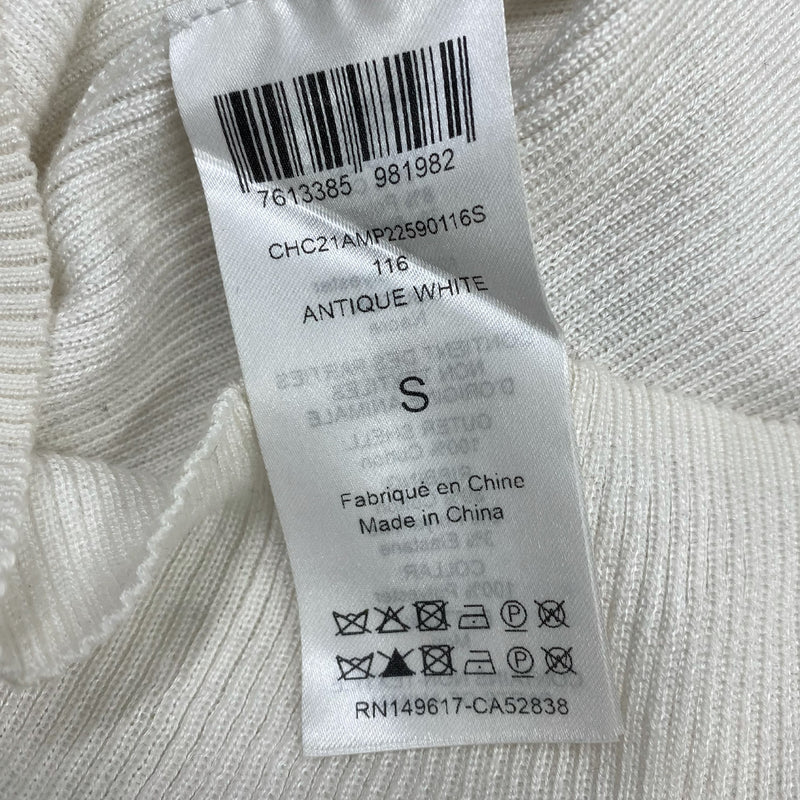 7613385 981982
CHC21AMP22590116S
116
ANTIQUE WHITE
S
Fabriqué en Chine
Made in China
P
P
RN149617-CA52838